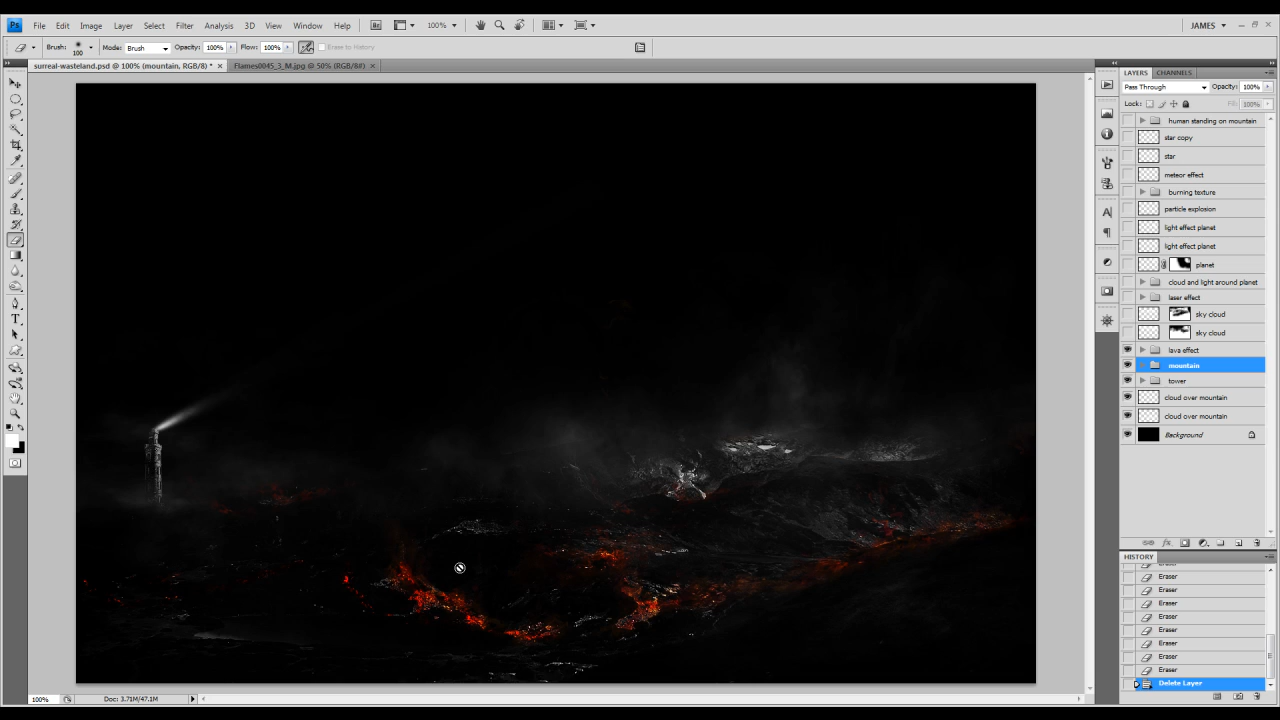 Ps File Edit Image Layer Select Filter Analysis 3D View Window Help Br 100% JAMES
Brush: 100 Mode: Brush Opacity: 100% Flow: 100% Erase to History
surreal-wasteland.psd @ 100% (mountain, RGB/8) * × Flames0045_3_M.jpg @ 50% (RGB/8#) ×
LAYERS CHANNELS
Pass Through Opacity: 100%
Lock: Fill: 100%
human standing on mountain
star copy
star
meteor effect
burning texture
particle explosion
light effect planet
light effect planet
planet
cloud and light around planet
laser effect
sky cloud
sky cloud
lava effect
mountain
tower
cloud over mountain
cloud over mountain
Background
HISTORY
Eraser
Eraser
Eraser
Eraser
Eraser
Eraser
Eraser
Eraser
Delete Layer
100% Doc: 3.71M/47.1M